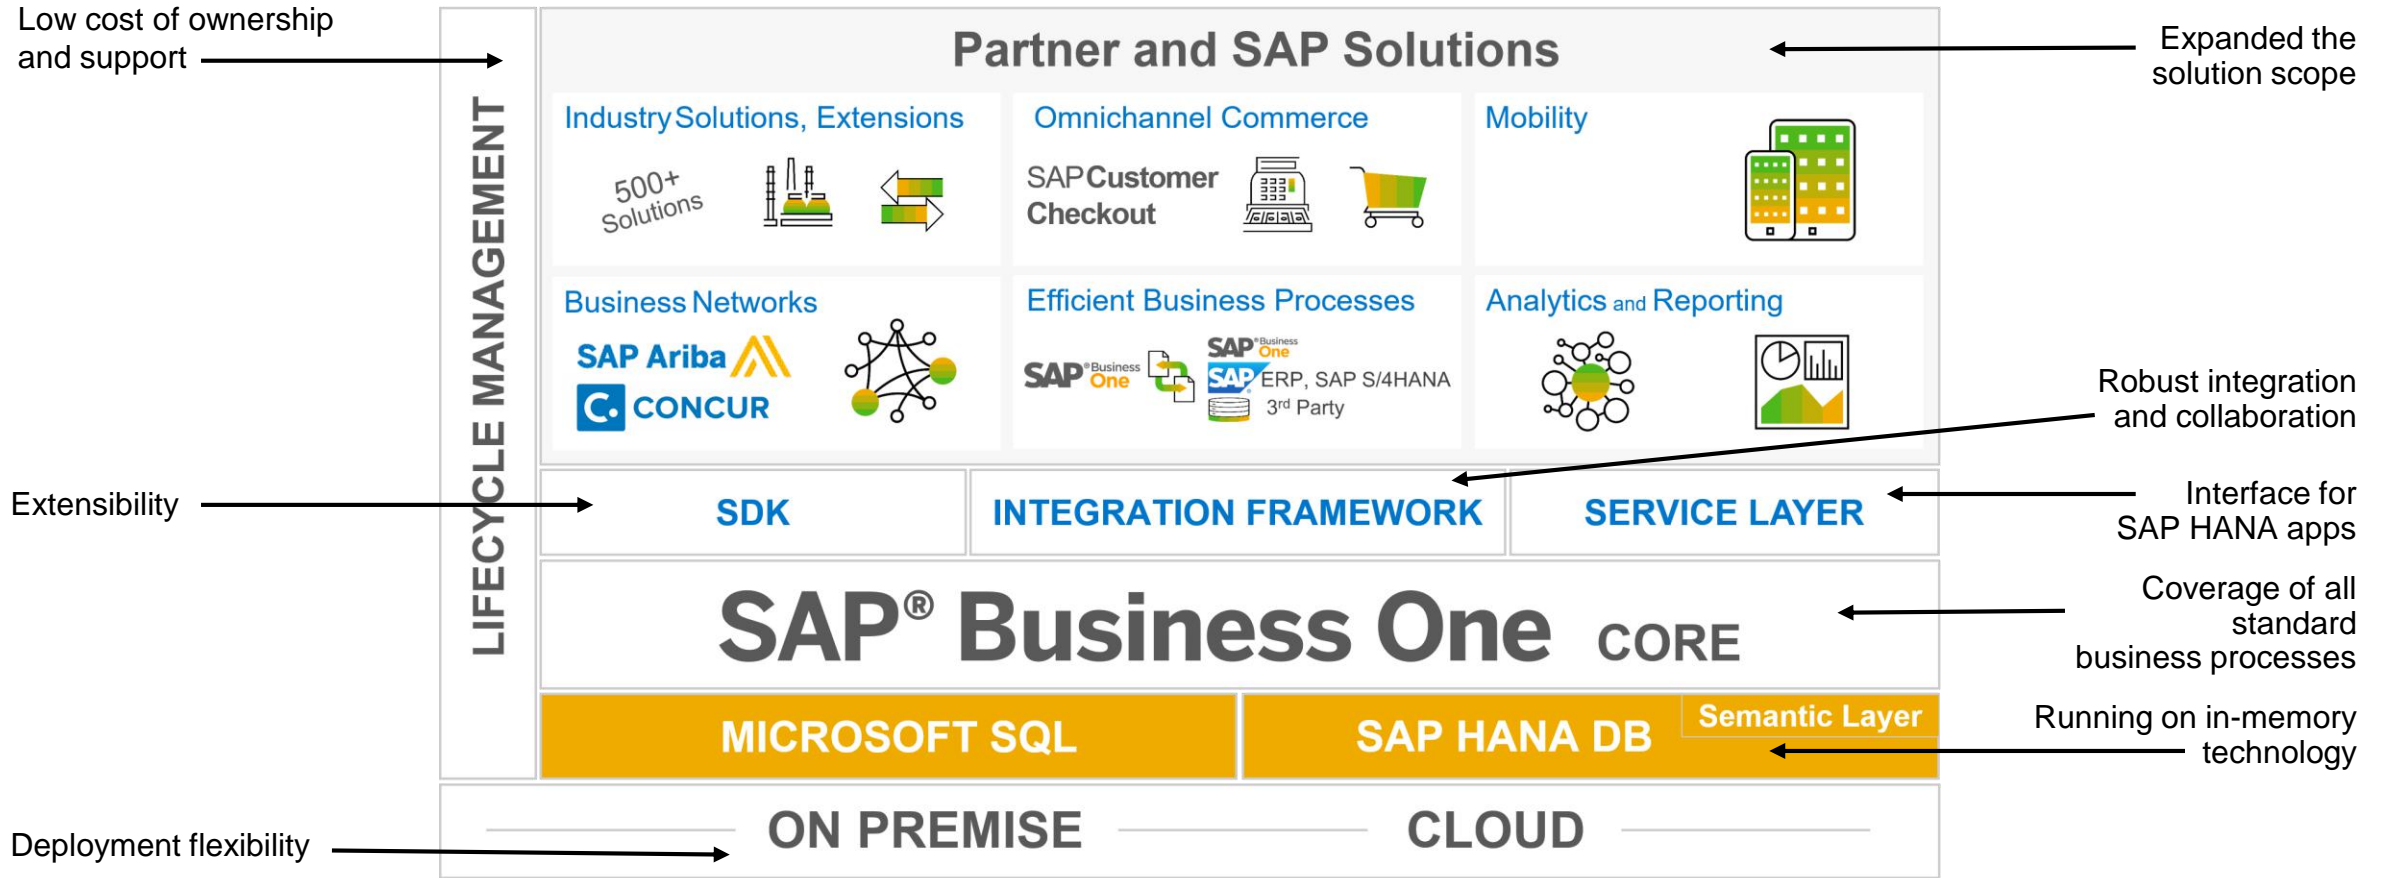 Low cost of ownership
and support
Partner and SAP Solutions
Expanded the
solution scope
LIFECYCLE MANAGEMENT
Industry Solutions, Extensions
500+
Solutions
Omnichannel Commerce
SAP Customer
Checkout
Mobility
Business Networks
SAP Ariba
C. CONCUR
Efficient Business Processes
SAP® Business
One
SAP® Business
One
SAP® ERP, SAP S/4HANA
3rd Party
Analytics and Reporting
Robust integration
and collaboration
Extensibility
SDK
INTEGRATION FRAMEWORK
SERVICE LAYER
Interface for
SAP HANA apps
SAP® Business One CORE
Coverage of all
standard
business processes
MICROSOFT SQL
SAP HANA DB
Semantic Layer
Running on in-memory
technology
Deployment flexibility
ON PREMISE
CLOUD